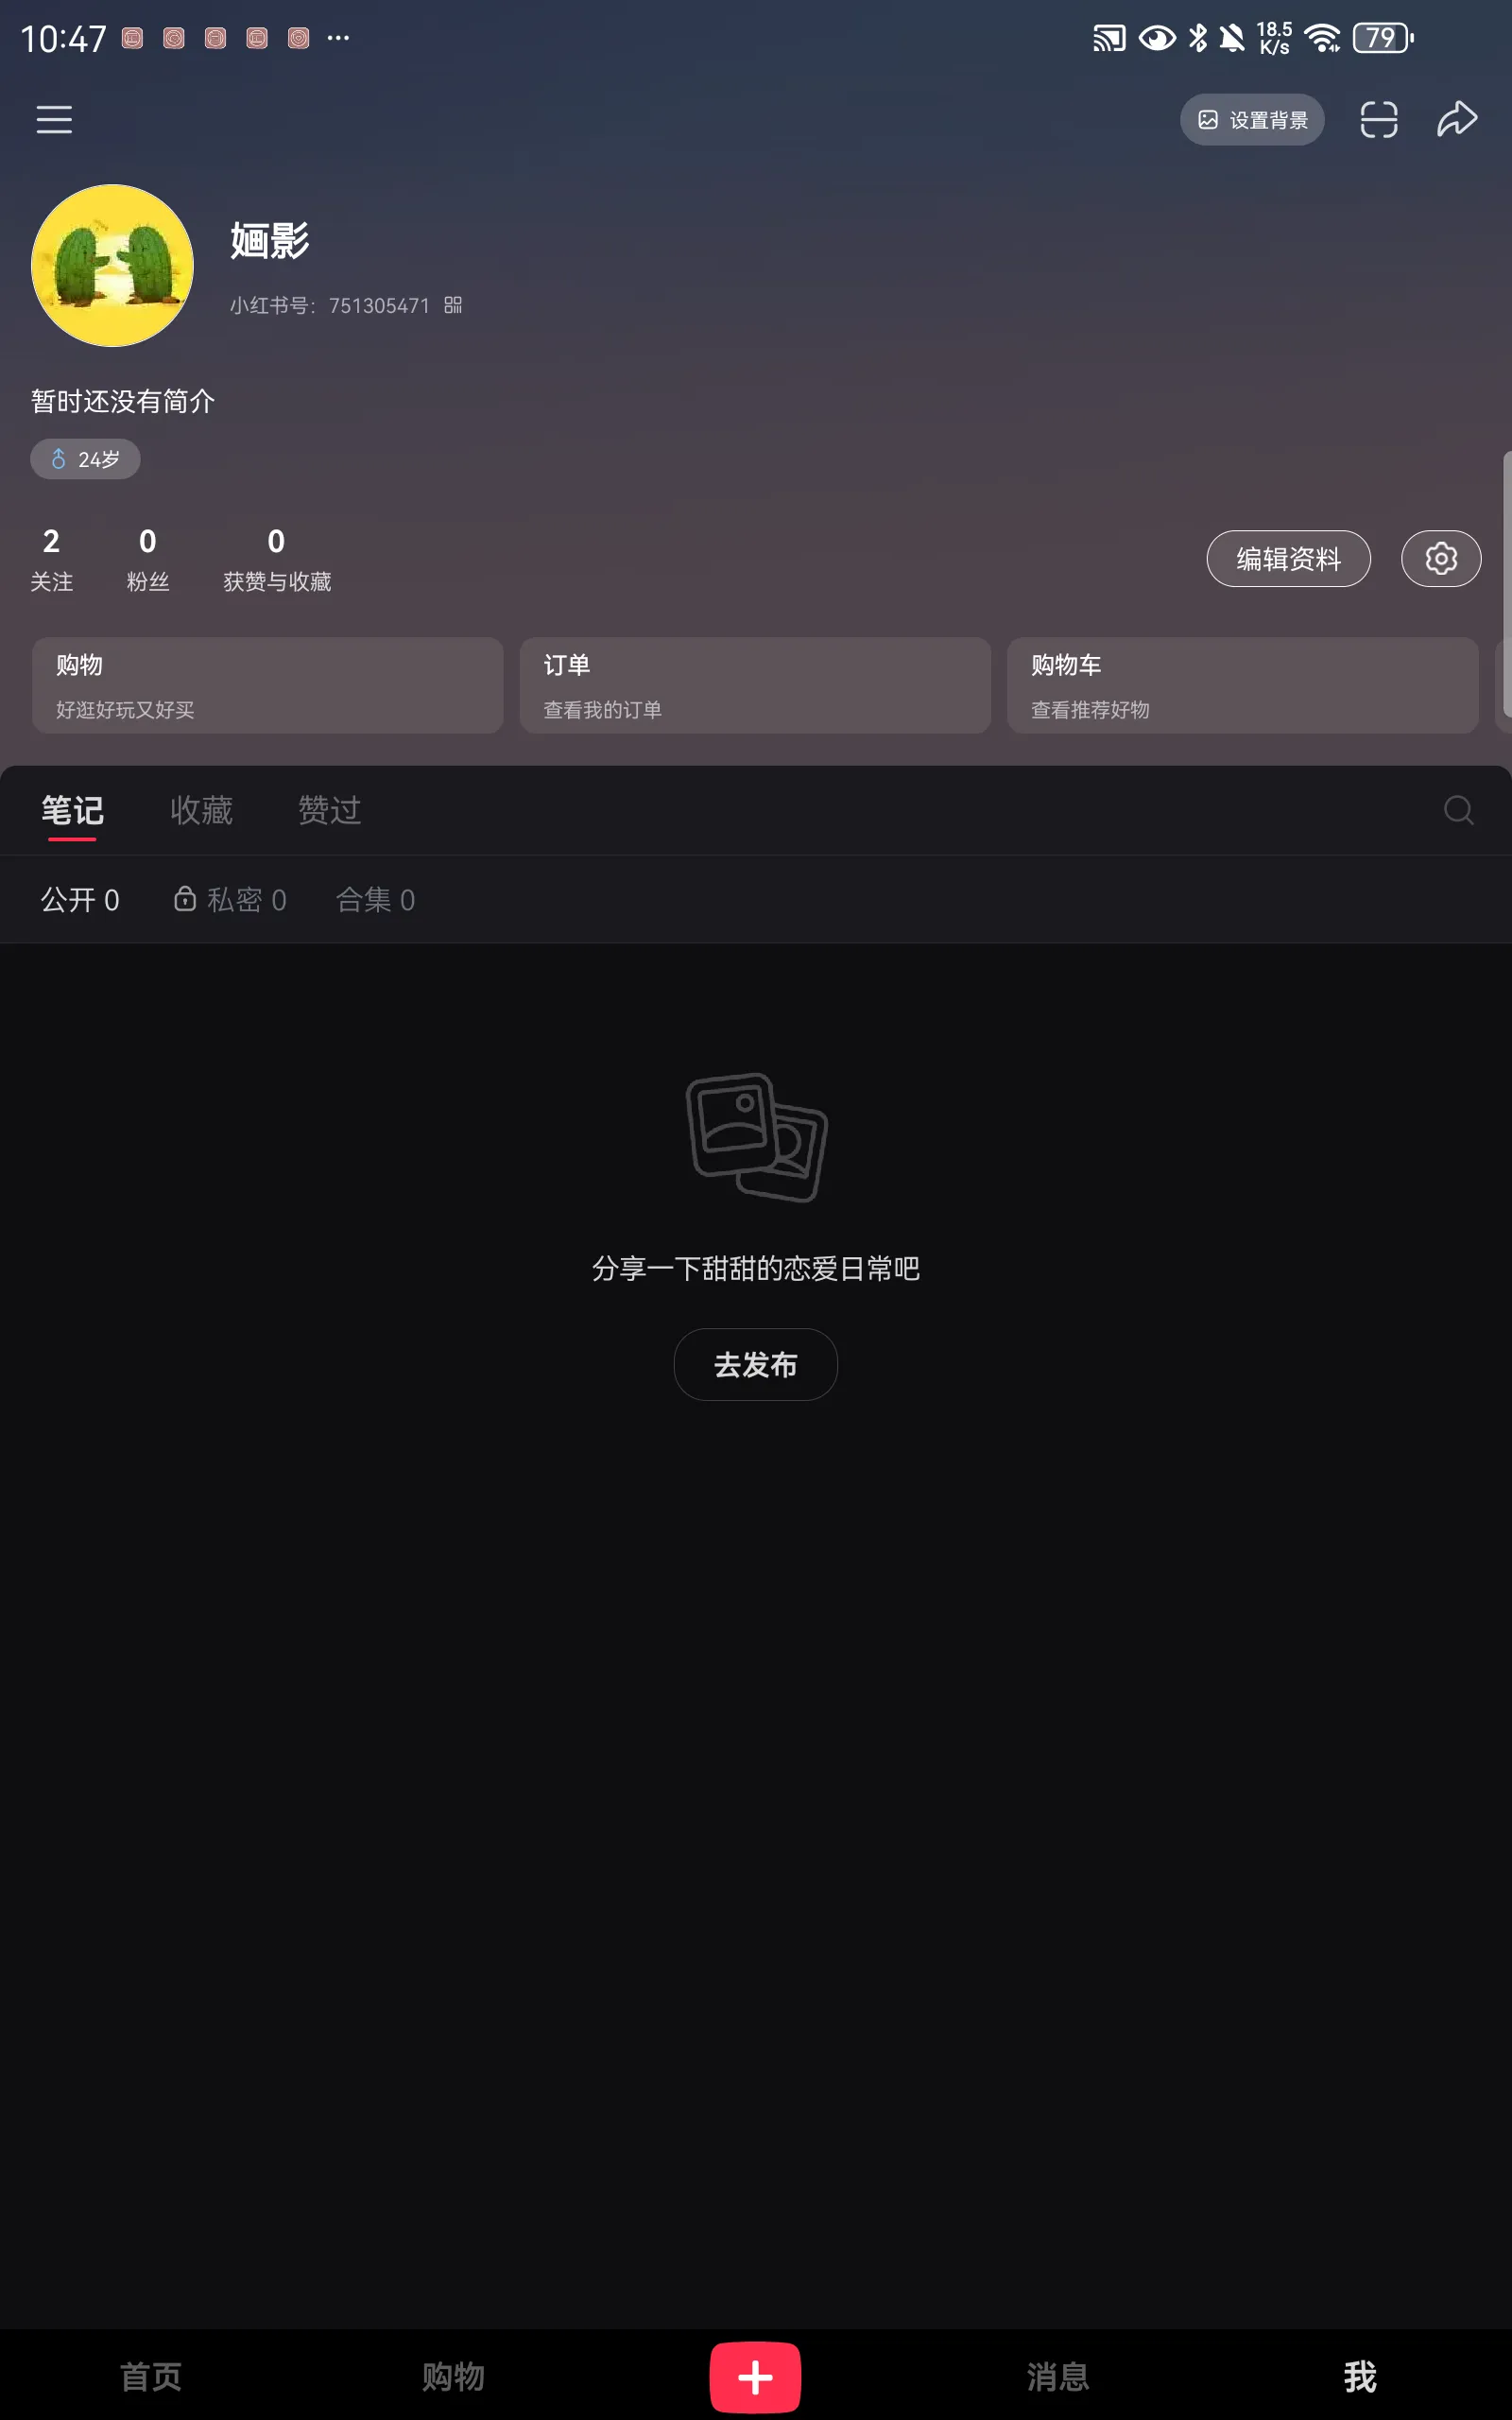 10:47
18.5
K/s
79
设置背景
婳影
小红书号：751305471
暂时还没有简介
24岁
2 0 0
关注 粉丝 获赞与收藏
编辑资料
购物 订单 购物车
好逛好玩又好买 查看我的订单 查看推荐好物
笔记 收藏 赞过
公开 0 私密 0 合集 0
分享一下甜甜的恋爱日常吧
去发布
首页 购物 消息 我